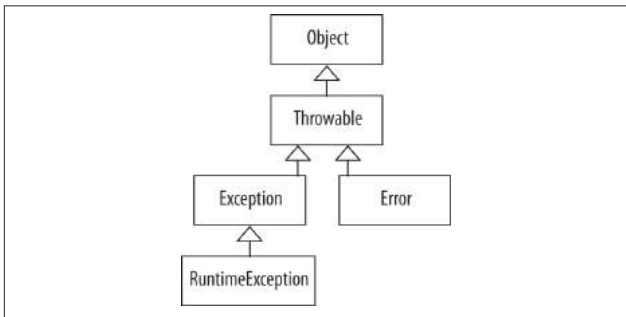 Object
Throwable
Exception
Error
RuntimeException